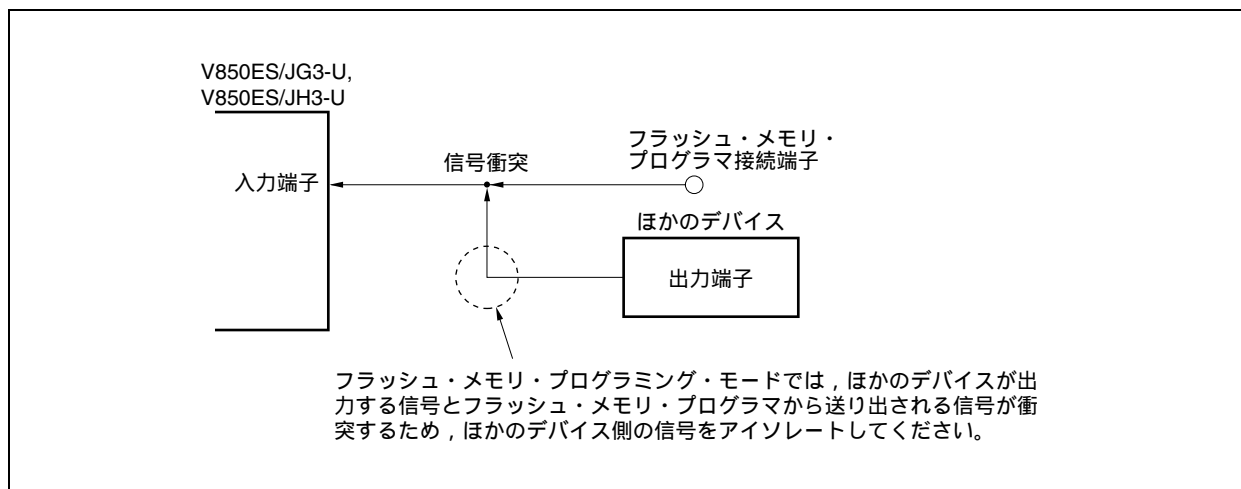 V850ES/JG3-U,
V850ES/JH3-U
フラッシュ・メモリ・
プログラマ接続端子
信号衝突
入力端子
ほかのデバイス
出力端子
フラッシュ・メモリ・プログラミング・モードでは，ほかのデバイスが出
力する信号とフラッシュ・メモリ・プログラマから送り出される信号が衝
突するため，ほかのデバイス側の信号をアイソレートしてください。